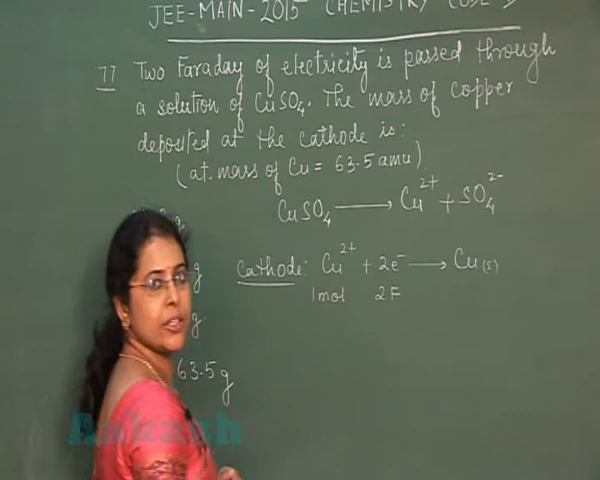 JEE-MAIN-2015 CHEMISTRY CODE
77 Two Faraday of electricity is passed through
a solution of CuSO₄. The mass of copper
deposited at the cathode is:
(at. mass of Cu = 63.5 amu)
CuSO₄ ⟶ Cu²⁺ + SO₄²⁻
g
Cathode: Cu²⁺ + 2e⁻ ⟶ Cu(s)
g
1mol 2F
g.
63.5 g
Aakash